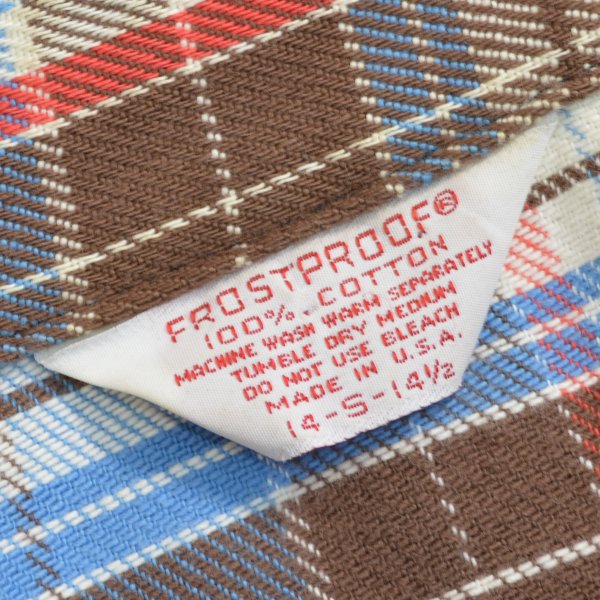 FROSTPROOF®
100% COTTON
MACHINE WASH WARM SEPARATELY
TUMBLE DRY MEDIUM
DO NOT USE BLEACH
MADE IN U.S.A.
14-S-14½